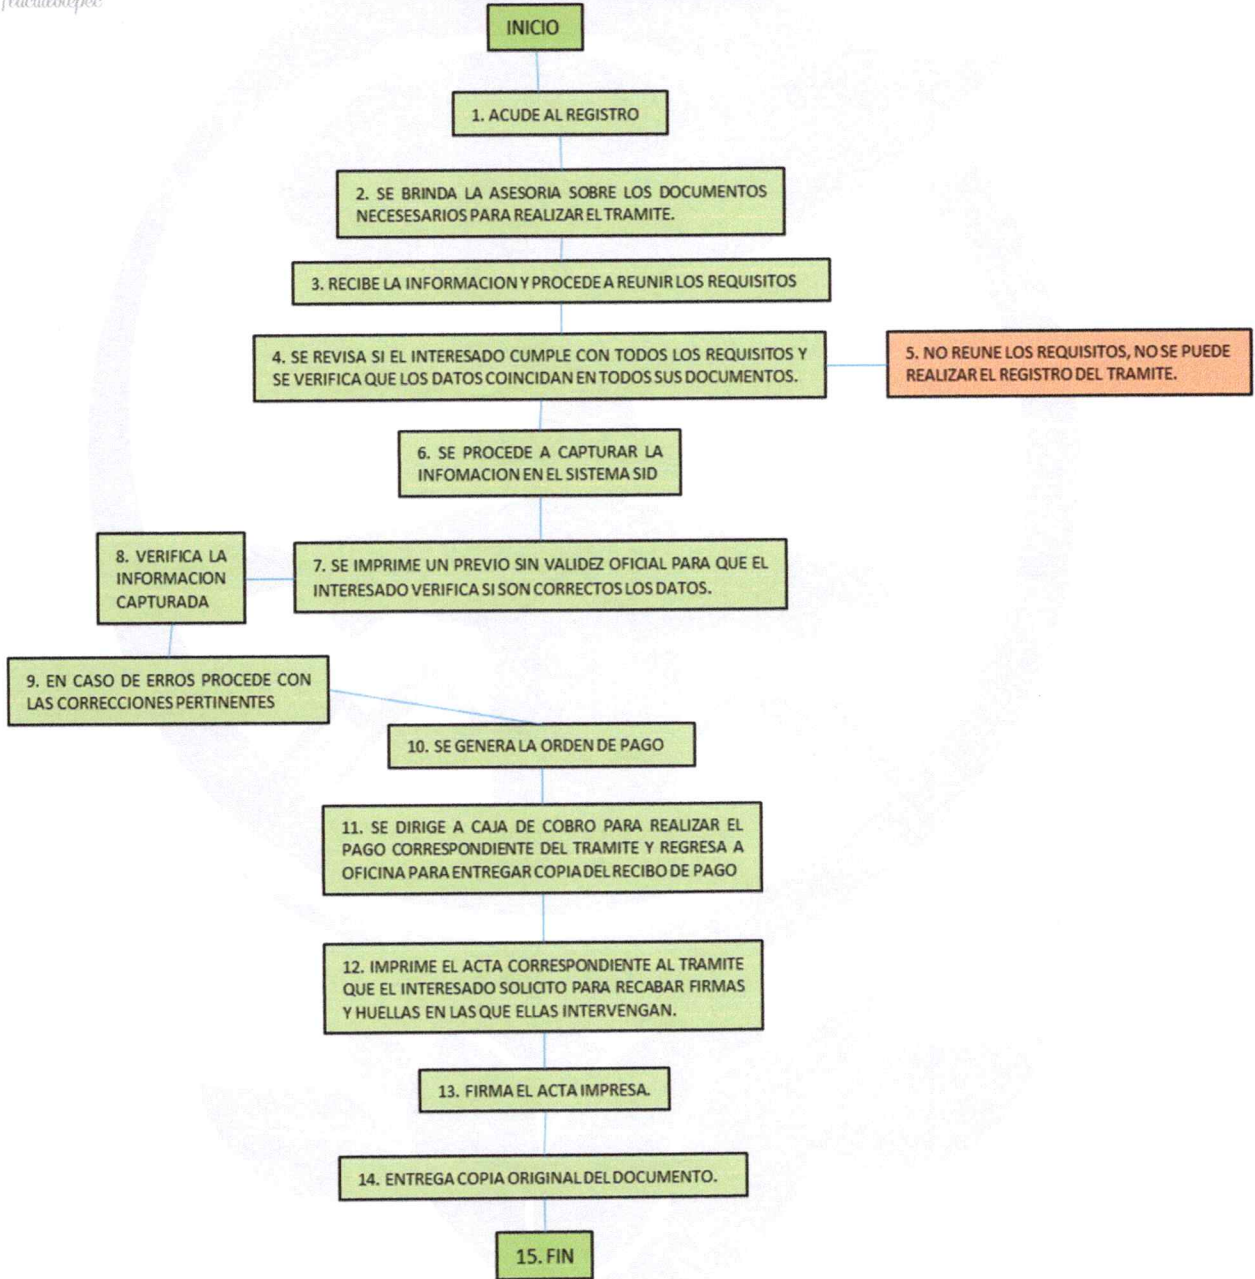 INICIO
1. ACUDE AL REGISTRO
2. SE BRINDA LA ASESORIA SOBRE LOS DOCUMENTOS
NECESESARIOS PARA REALIZAR EL TRAMITE.
3. RECIBE LA INFORMACION Y PROCEDE A REUNIR LOS REQUISITOS
4. SE REVISA SI EL INTERESADO CUMPLE CON TODOS LOS REQUISITOS Y
SE VERIFICA QUE LOS DATOS COINCIDAN EN TODOS SUS DOCUMENTOS.
5. NO REUNE LOS REQUISITOS, NO SE PUEDE
REALIZAR EL REGISTRO DEL TRAMITE.
6. SE PROCEDE A CAPTURAR LA
INFOMACION EN EL SISTEMA SID
7. SE IMPRIME UN PREVIO SIN VALIDEZ OFICIAL PARA QUE EL
INTERESADO VERIFICA SI SON CORRECTOS LOS DATOS.
8. VERIFICA LA
INFORMACION
CAPTURADA
9. EN CASO DE ERROS PROCEDE CON
LAS CORRECCIONES PERTINENTES
10. SE GENERA LA ORDEN DE PAGO
11. SE DIRIGE A CAJA DE COBRO PARA REALIZAR EL
PAGO CORRESPONDIENTE DEL TRAMITE Y REGRESA A
OFICINA PARA ENTREGAR COPIA DEL RECIBO DE PAGO
12. IMPRIME EL ACTA CORRESPONDIENTE AL TRAMITE
QUE EL INTERESADO SOLICITO PARA RECABAR FIRMAS
Y HUELLAS EN LAS QUE ELLAS INTERVENGAN.
13. FIRMA EL ACTA IMPRESA.
14. ENTREGA COPIA ORIGINAL DEL DOCUMENTO.
15. FIN